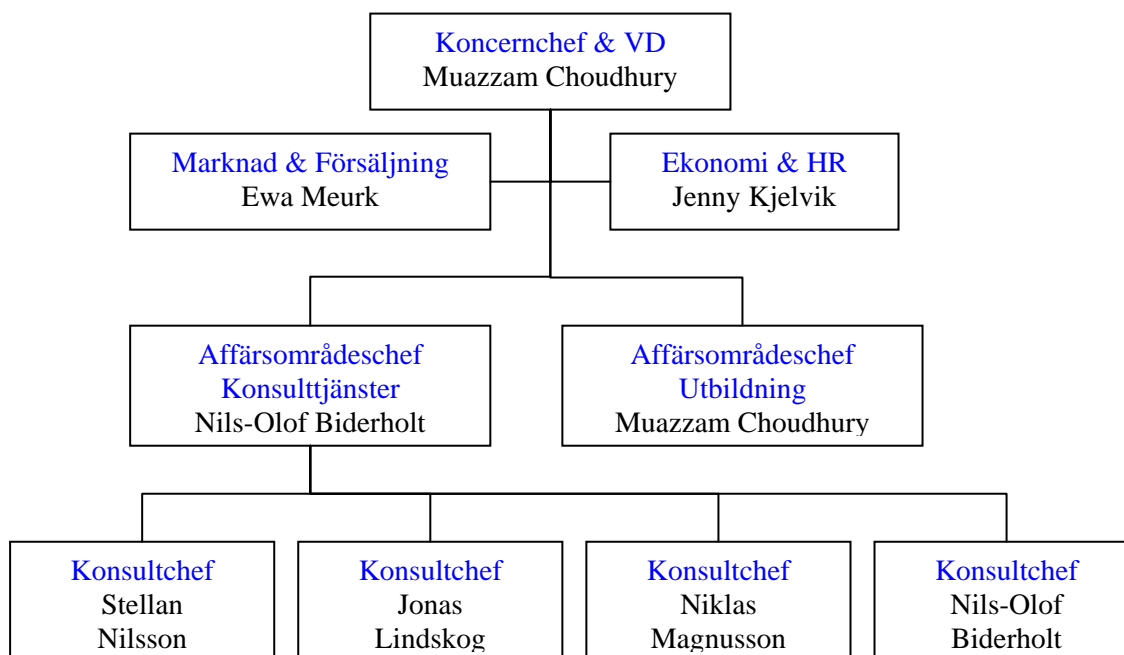 Koncernchef & VD
Muazzam Choudhury
Marknad & Försäljning
Ewa Meurk
Ekonomi & HR
Jenny Kjelvik
Affärsområdeschef
Konsulttjänster
Nils-Olof Biderholt
Affärsområdeschef
Utbildning
Muazzam Choudhury
Konsultchef
Stellan
Nilsson
Konsultchef
Jonas
Lindskog
Konsultchef
Niklas
Magnusson
Konsultchef
Nils-Olof
Biderholt